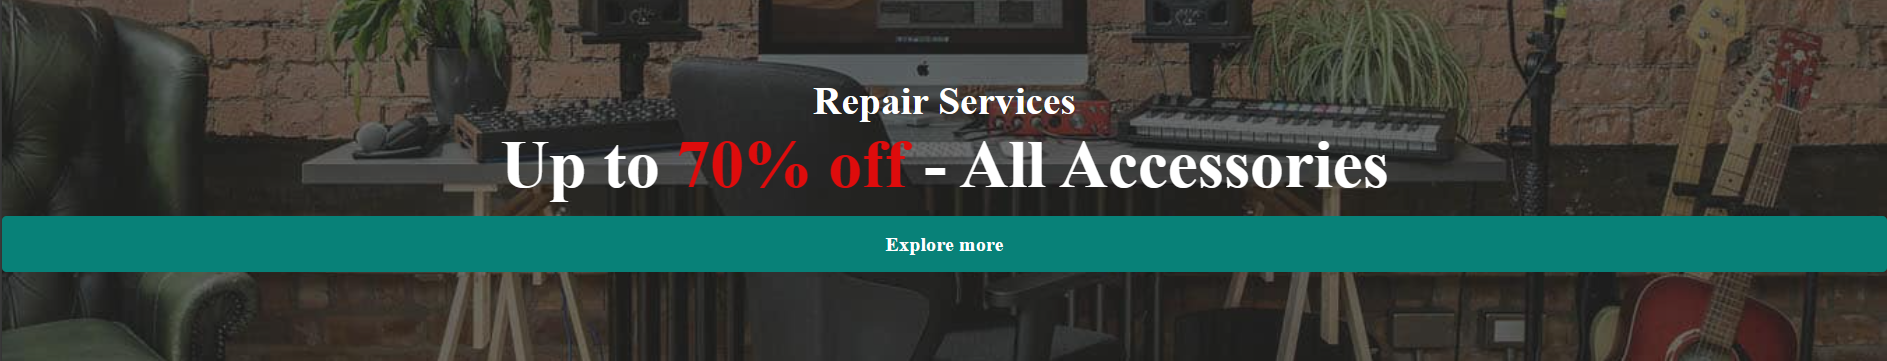 Repair Services
Up to 70% off - All Accessories
Explore more